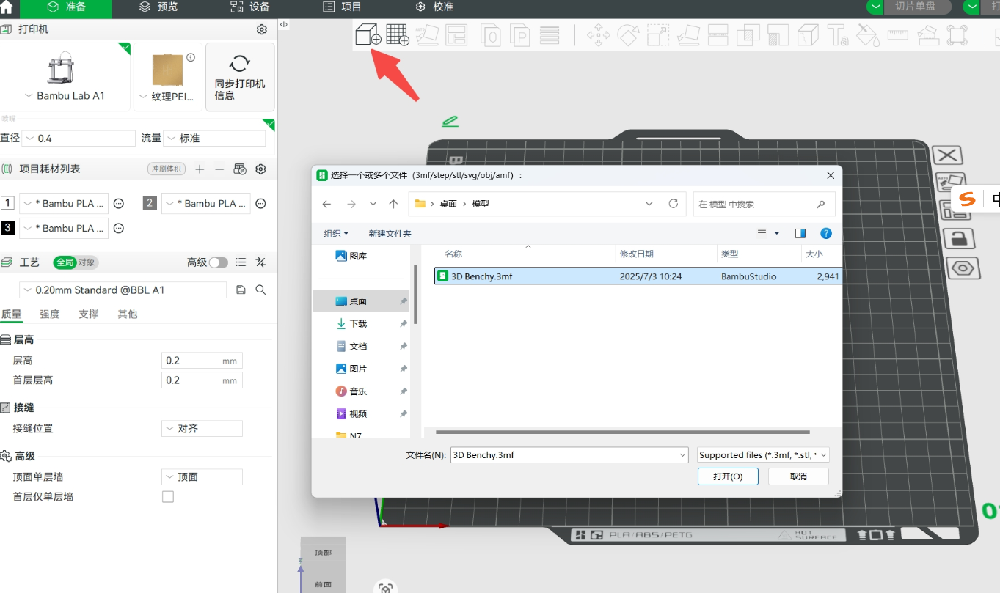 准备
预览
设备
项目
校准
切片单盘
打印机
Bambu Lab A1
纹理PEI...
同步打印机
信息
喷嘴
直径
0.4
流量
标准
项目耗材列表
冲刷体积
1
* Bambu PLA ...
2
* Bambu PLA ...
3
* Bambu PLA ...
工艺
全局
对象
高级
0.20mm Standard @BBL A1
质量
强度
支撑
其他
层高
层高
0.2
mm
首层层高
0.2
mm
接缝
接缝位置
对齐
高级
顶面单层墙
顶面
首层仅单层墙
选择一个或多个文件（3mf/step/stl/svg/obj/amf）：
桌面
模型
在 模型 中搜索
组织
新建文件夹
图库
桌面
下载
文档
图片
音乐
视频
N7
名称
修改日期
类型
大小
3D Benchy.3mf
2025/7/3 10:24
BambuStudio
2,941
文件名(N):
3D Benchy.3mf
Supported files (*.3mf, *.stl,
打开(O)
取消
PLA/ABS/PETG
HOT
SURFACE
顶部
前面
z
中
Ta